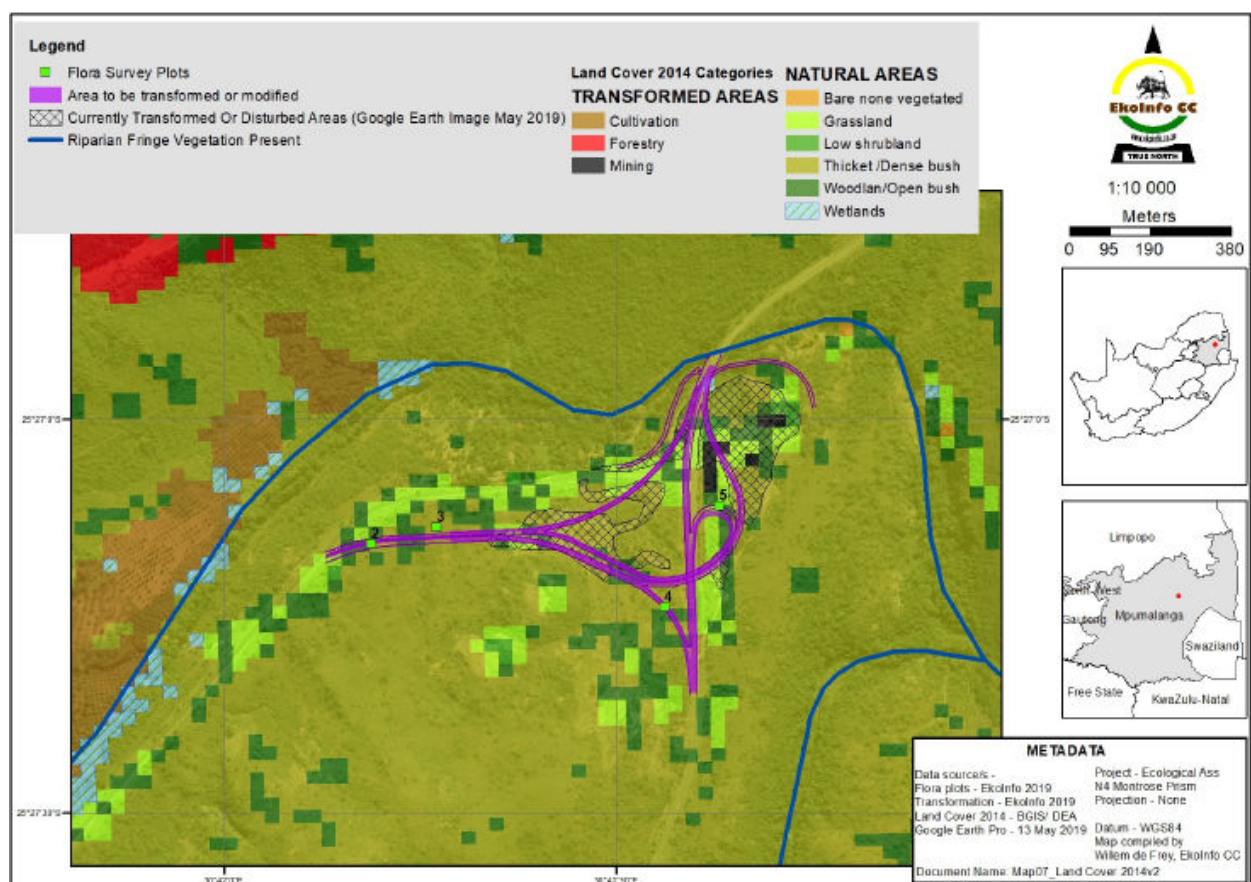 Legend
Flora Survey Plots
Area to be transformed or modified
Currently Transformed Or Disturbed Areas (Google Earth Image May 2019)
Riparian Fringe Vegetation Present
Land Cover 2014 Categories
TRANSFORMED AREAS
Cultivation
Forestry
Mining
NATURAL AREAS
Bare none vegetated
Grassland
Low shrubland
Thicket /Dense bush
Woodlan/Open bush
Wetlands
EkoInfo CC
TRUE NORTH
1:10 000
Meters
0 95 190 380
25°27'0"S
25°27'0"S
5
3
2
4
Limpopo
Mpumalanga
Gauteng
Swaziland
Free State
KwaZulu-Natal
METADATA
Data source/s -
Flora plots - EkoInfo 2019
Transformation - EkoInfo 2019
Land Cover 2014 - BGIS/ DEA
Google Earth Pro - 13 May 2019
Project - Ecological Ass
N4 Montrose Prism
Projection - None
Datum - WGS84
Map compiled by
Willem de Frey, EkoInfo CC
Document Name: Map07_Land Cover 2014v2